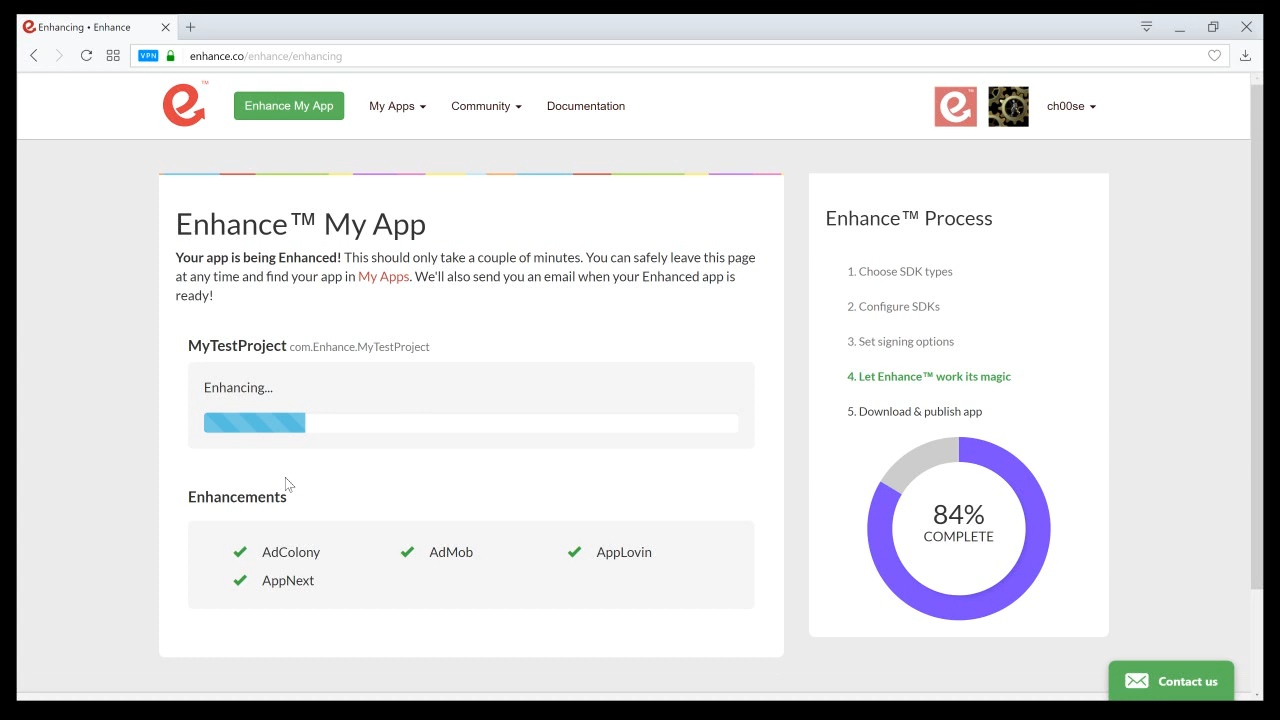 Enhancing • Enhance
VPN
enhance.co/enhance/enhancing
Enhance My App
My Apps
Community
Documentation
ch00se
Enhance™ My App
Your app is being Enhanced! This should only take a couple of minutes. You can safely leave this page
at any time and find your app in My Apps. We'll also send you an email when your Enhanced app is
ready!
MyTestProject com.Enhance.MyTestProject
Enhancing...
Enhancements
AdColony
AdMob
AppLovin
AppNext
Enhance™ Process
1. Choose SDK types
2. Configure SDKs
3. Set signing options
4. Let Enhance™ work its magic
5. Download & publish app
84%
COMPLETE
Contact us